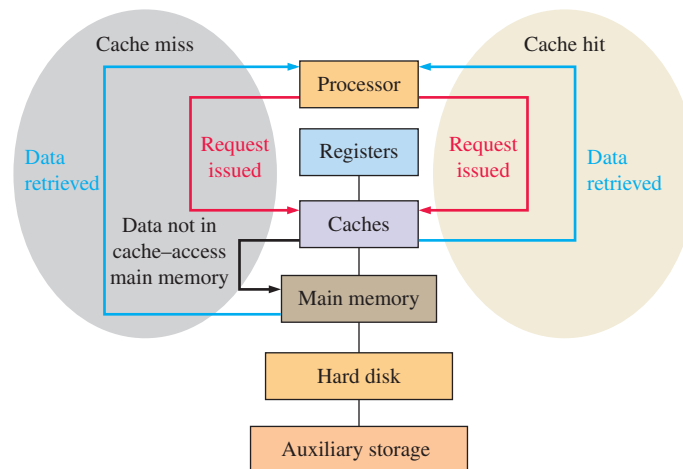 Cache miss
Cache hit
Processor
Request
issued
Data
retrieved
Registers
Request
issued
Data
retrieved
Caches
Data not in
cache–access
main memory
Main memory
Hard disk
Auxiliary storage